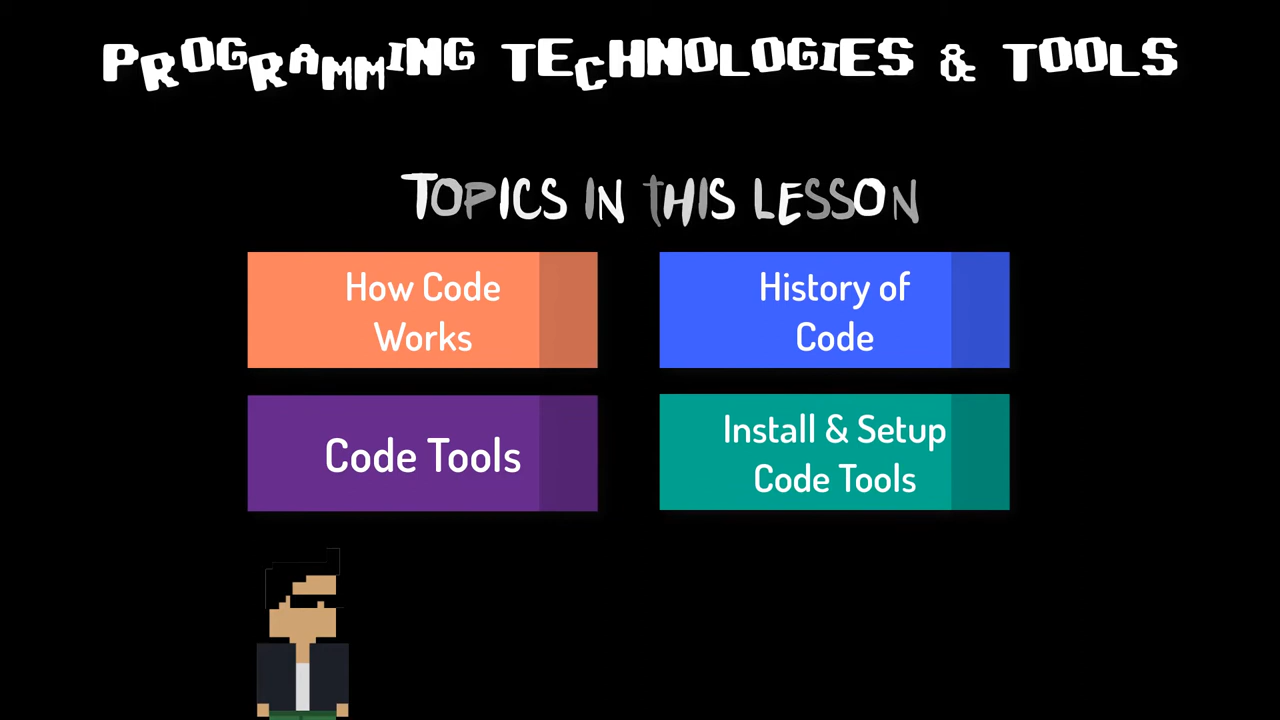 PROGRAMMING TECHNOLOGIES & TOOLS
TOPICS IN THIS LESSON
How Code
Works
History of
Code
Code Tools
Install & Setup
Code Tools